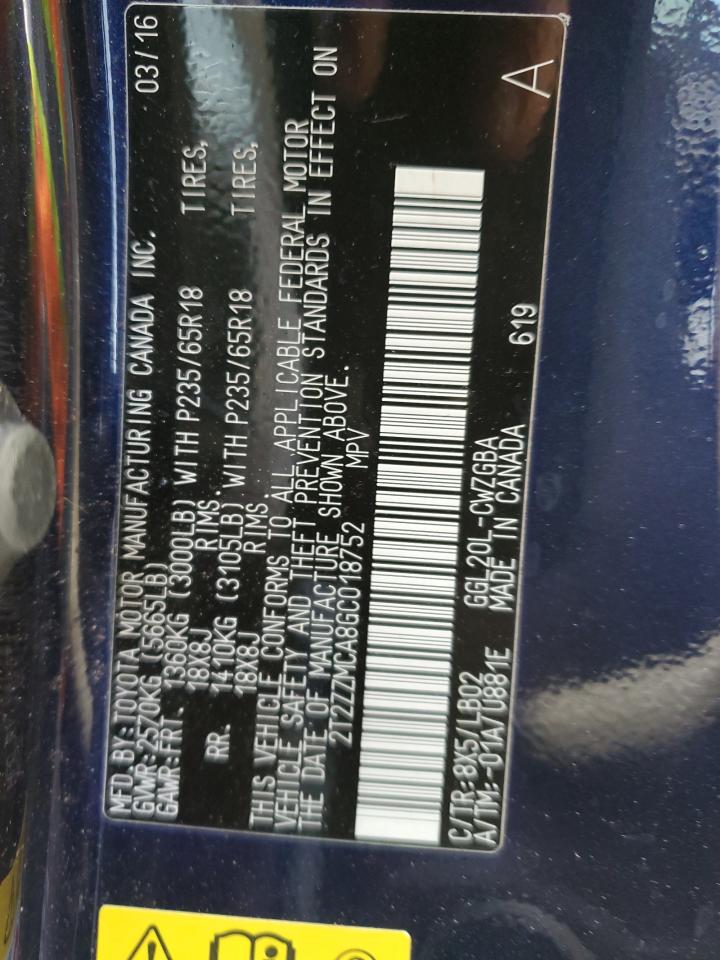 MFD BY:TOYOTA MOTOR MANUFACTURING CANADA INC. 03/16
GVWR:2570KG (5665LB)
GAWR:FRT. 1360KG (3000LB) WITH P235/65R18 TIRES,
18X8J RIMS.
RR. 1410KG (3105LB) WITH P235/65R18 TIRES,
18X8J RIMS.
THIS VEHICLE CONFORMS TO ALL APPLICABLE FEDERAL MOTOR
VEHICLE SAFETY AND THEFT PREVENTION STANDARDS IN EFFECT ON
THE DATE OF MANUFACTURE SHOWN ABOVE.
2T2ZZMCA8GC018752 MPV
C/TR:8X5/LB02 GGL20L-CWZGBA A
A/TM:-01A/U881E MADE IN CANADA 619